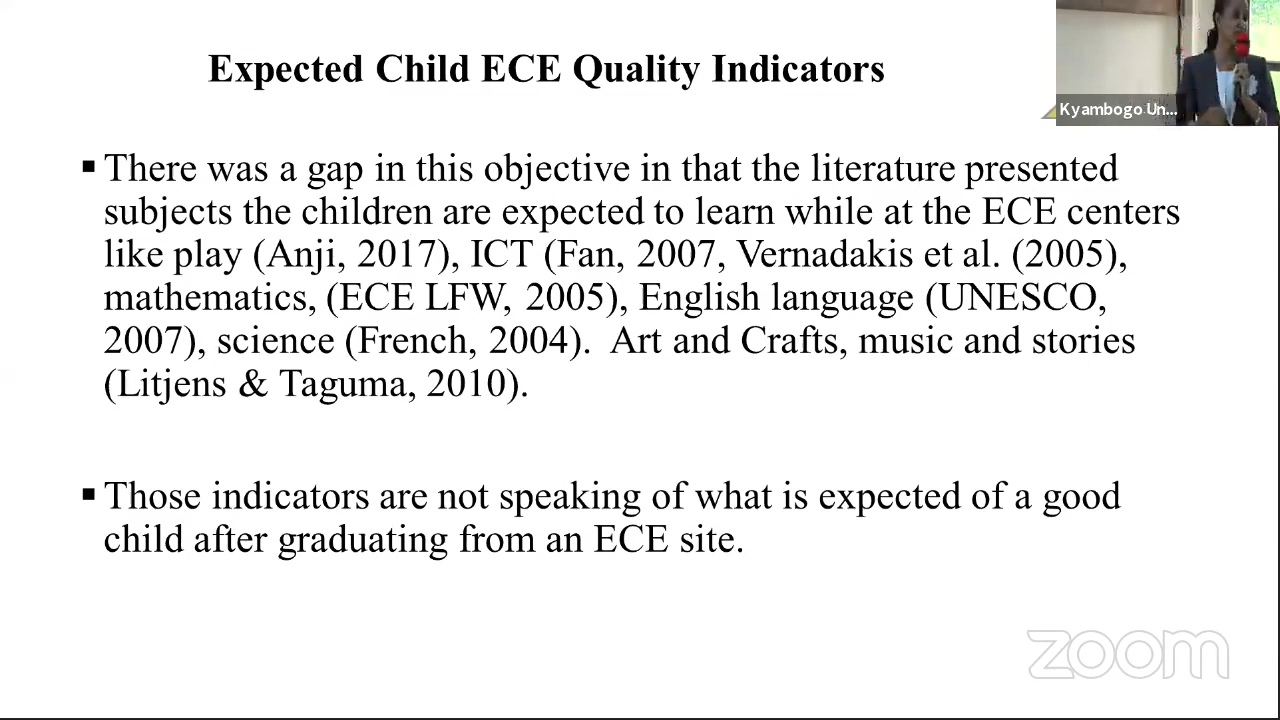 Expected Child ECE Quality Indicators
Kyambogo Un...
▪ There was a gap in this objective in that the literature presented
subjects the children are expected to learn while at the ECE centers
like play (Anji, 2017), ICT (Fan, 2007, Vernadakis et al. (2005),
mathematics, (ECE LFW, 2005), English language (UNESCO,
2007), science (French, 2004).  Art and Crafts, music and stories
(Litjens & Taguma, 2010).
▪ Those indicators are not speaking of what is expected of a good
child after graduating from an ECE site.
zoom